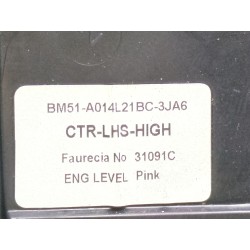 BM51-A014L21BC-3JA6
CTR-LHS-HIGH
Faurecia No 31091C
ENG LEVEL Pink